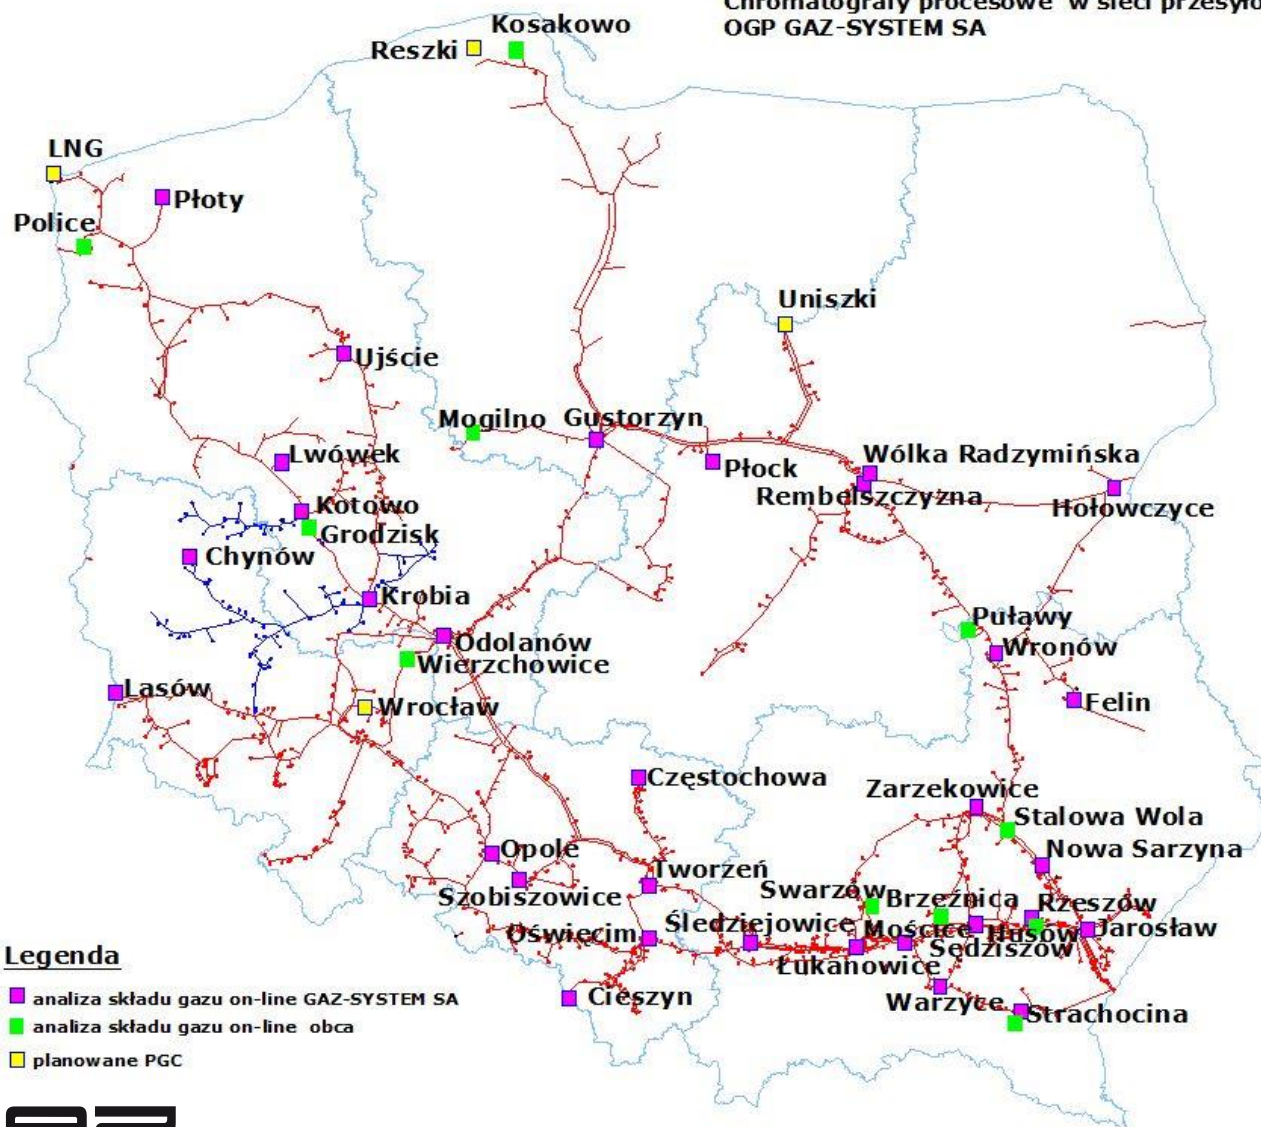 Chromatografy procesowe w sieci
OGP GAZ-SYSTEM SA
Kosakowo
Reszki
LNG
Płoty
Police
Uniszki
Ujście
Mogilno
Gustorzyn
Lwówek
Płock
Wólka Radzymińska
Rembelszczyzna
Hołowczyce
Kotowo
Grodzisk
Chynów
Krobia
Puławy
Odolanów
Wronów
Wierzchowice
Lasów
Wrocław
Felin
Częstochowa
Zarzekowice
Stalowa Wola
Opole
Nowa Sarzyna
Tworzeń
Szobiszowice
Swarzów
Brzeźnica
Rzeszów
Oświęcim
Śledziejowice
Mościce
Husów
Jarosław
Sędziszów
Łukanowice
Cieszyn
Warzyce
Strachocina
Legenda
analiza składu gazu on-line GAZ-SYSTEM SA
analiza składu gazu on-line obca
planowane PGC